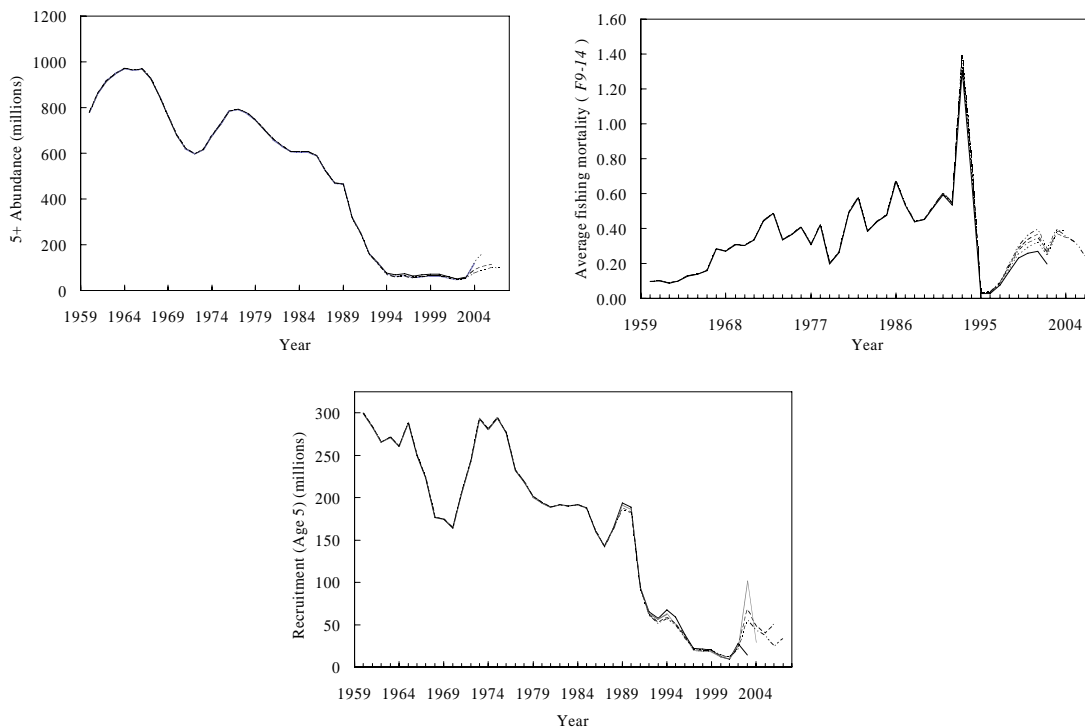 1200
1000
800
600
400
200
0
5+ Abundance (millions)
1959 1964 1969 1974 1979 1984 1989 1994 1999 2004
Year
1.60
1.40
1.20
1.00
0.80
0.60
0.40
0.20
0.00
Average fishing mortality ( F9-14 )
1959 1968 1977 1986 1995 2004
Year
300
250
200
150
100
50
0
Recruitment (Age 5) (millions)
1959 1964 1969 1974 1979 1984 1989 1994 1999 2004
Year